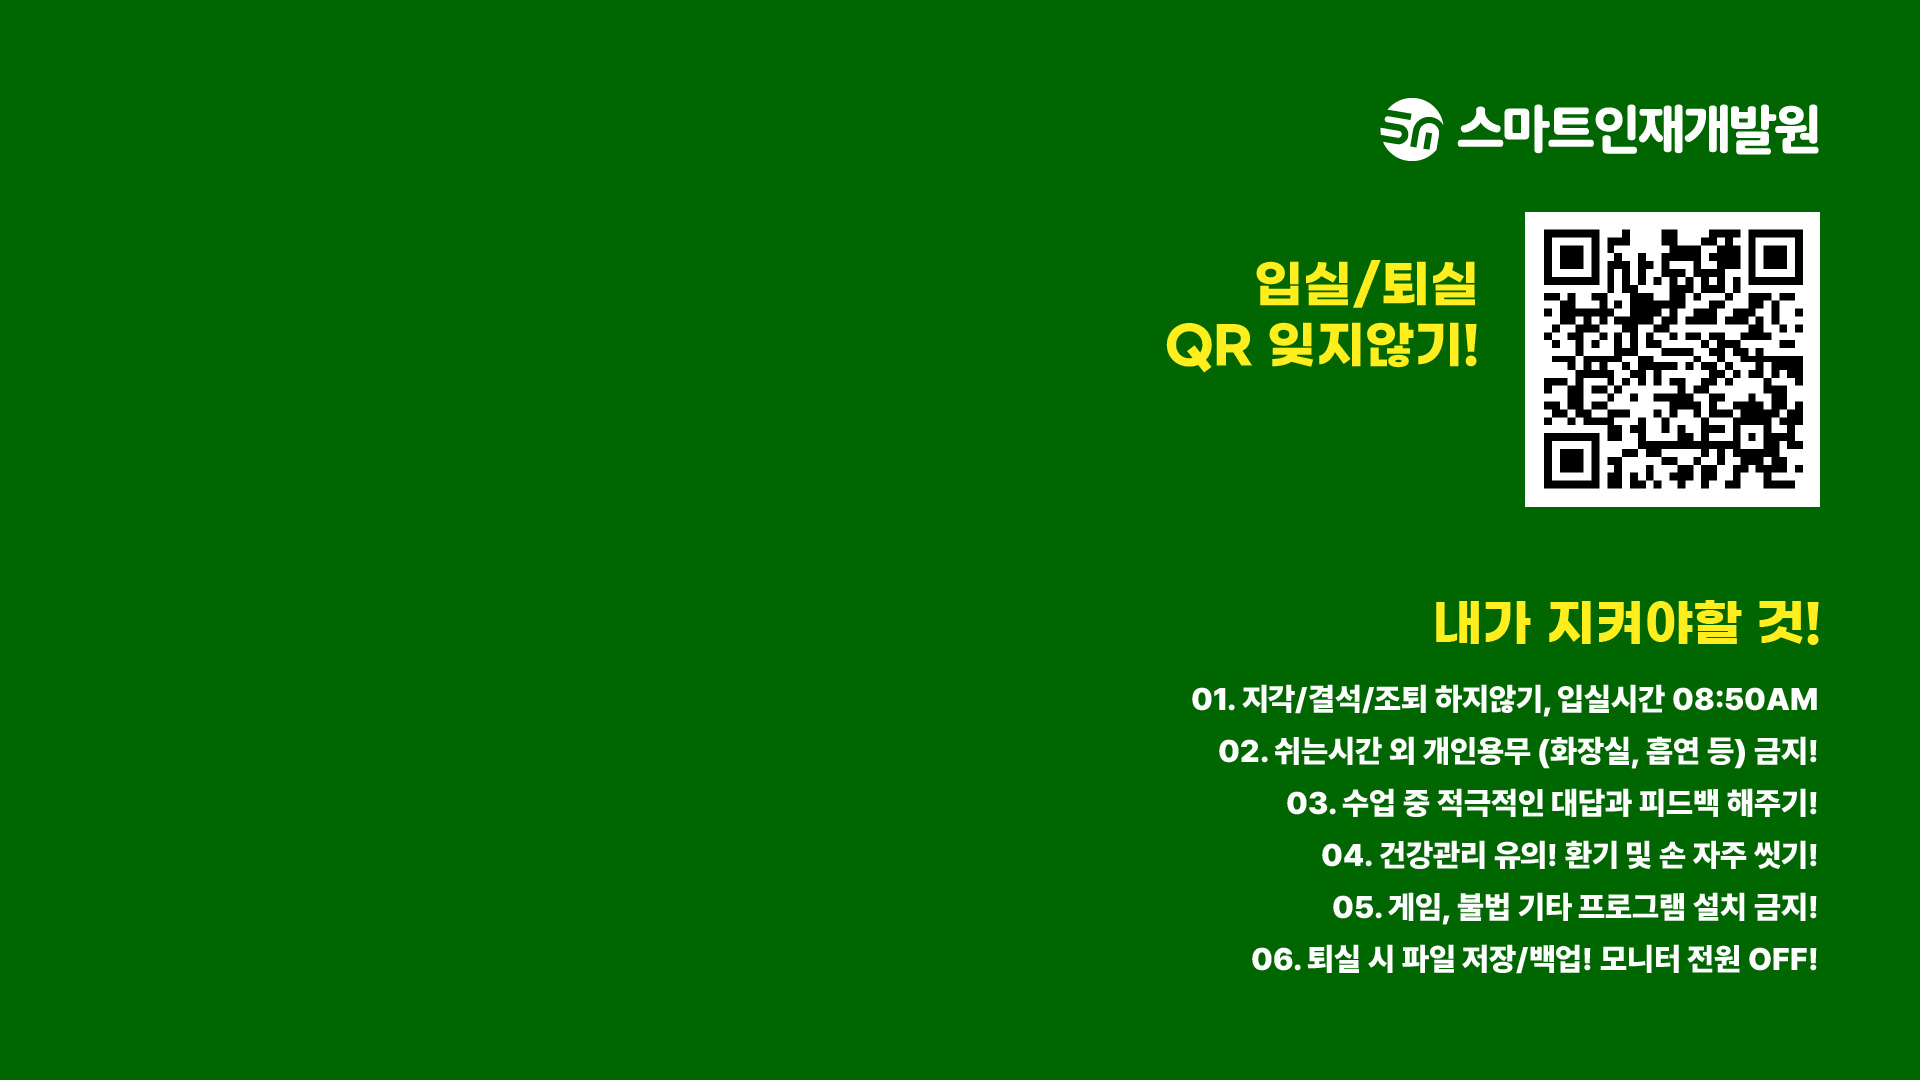 스마트인재개발원
입실/퇴실
QR 잊지않기!
내가 지켜야할 것!
01. 지각/결석/조퇴 하지않기, 입실시간 08:50AM
02. 쉬는시간 외 개인용무 (화장실, 흡연 등) 금지!
03. 수업 중 적극적인 대답과 피드백 해주기!
04. 건강관리 유의! 환기 및 손 자주 씻기!
05. 게임, 불법 기타 프로그램 설치 금지!
06. 퇴실 시 파일 저장/백업! 모니터 전원 OFF!